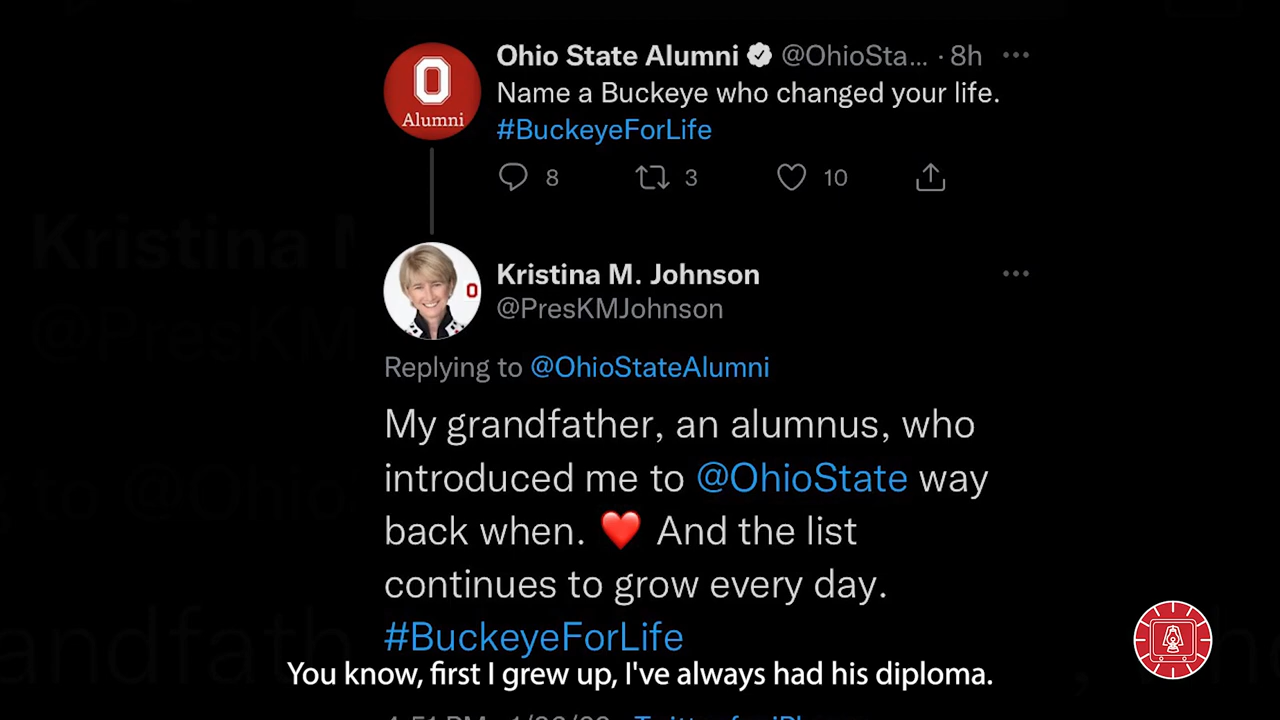 Ohio State Alumni @OhioSta... · 8h
Name a Buckeye who changed your life.
#BuckeyeForLife
8 3 10
O
Alumni
Kristina M. Johnson
@PresKMJohnson
Replying to @OhioStateAlumni
My grandfather, an alumnus, who
introduced me to @OhioState way
back when. ❤️ And the list
continues to grow every day.
#BuckeyeForLife
You know, first I grew up, I've always had his diploma.